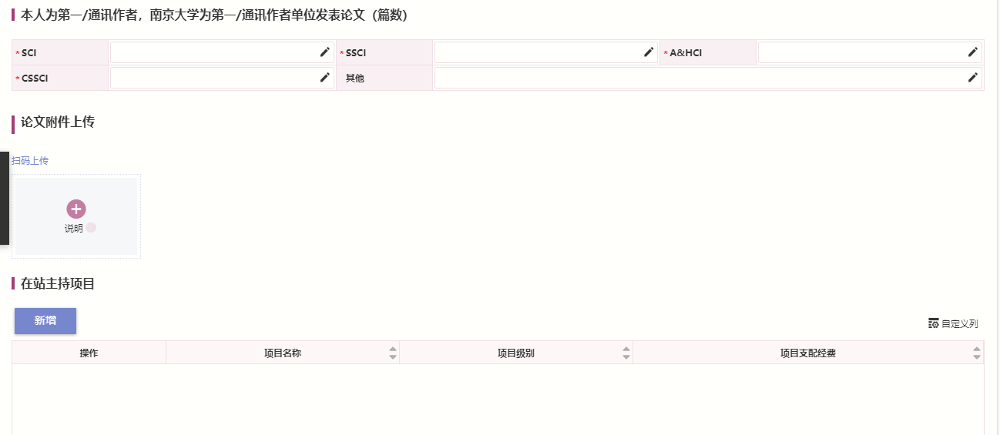 本人为第一/通讯作者，南京大学为第一/通讯作者单位发表论文（篇数）
* SCI * SSCI * A&HCI
* CSSCI 其他
论文附件上传
扫码上传
说明
在站主持项目
新增
自定义列
操作 项目名称 项目级别 项目支配经费